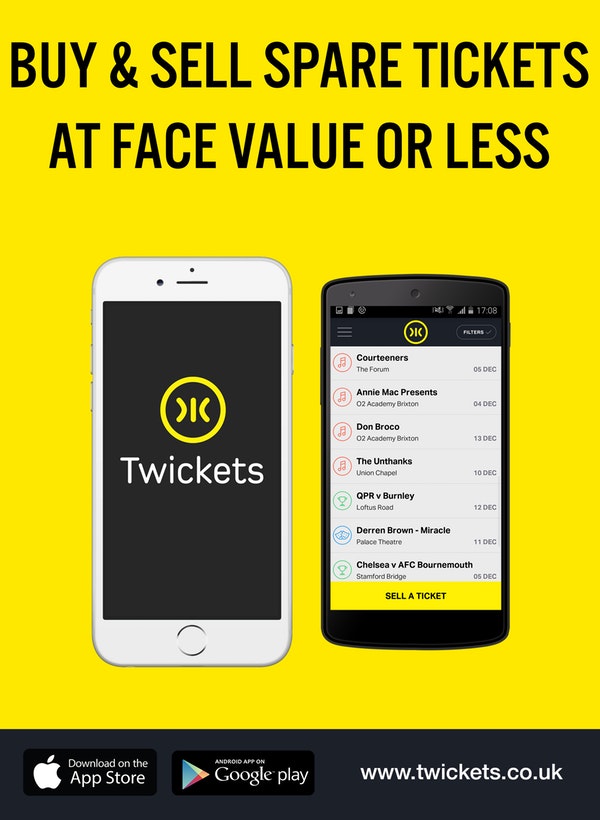 BUY & SELL SPARE TICKETS
AT FACE VALUE OR LESS
Twickets
17:08
FILTERS
Courteeners
The Forum 05 DEC
Annie Mac Presents
O2 Academy Brixton 04 DEC
Don Broco
O2 Academy Brixton 13 DEC
The Unthanks
Union Chapel 10 DEC
QPR v Burnley
Loftus Road 12 DEC
Derren Brown - Miracle
Palace Theatre 11 DEC
Chelsea v AFC Bournemouth
Stamford Bridge 05 DEC
SELL A TICKET
Download on the
App Store
ANDROID APP ON
Google play
www.twickets.co.uk